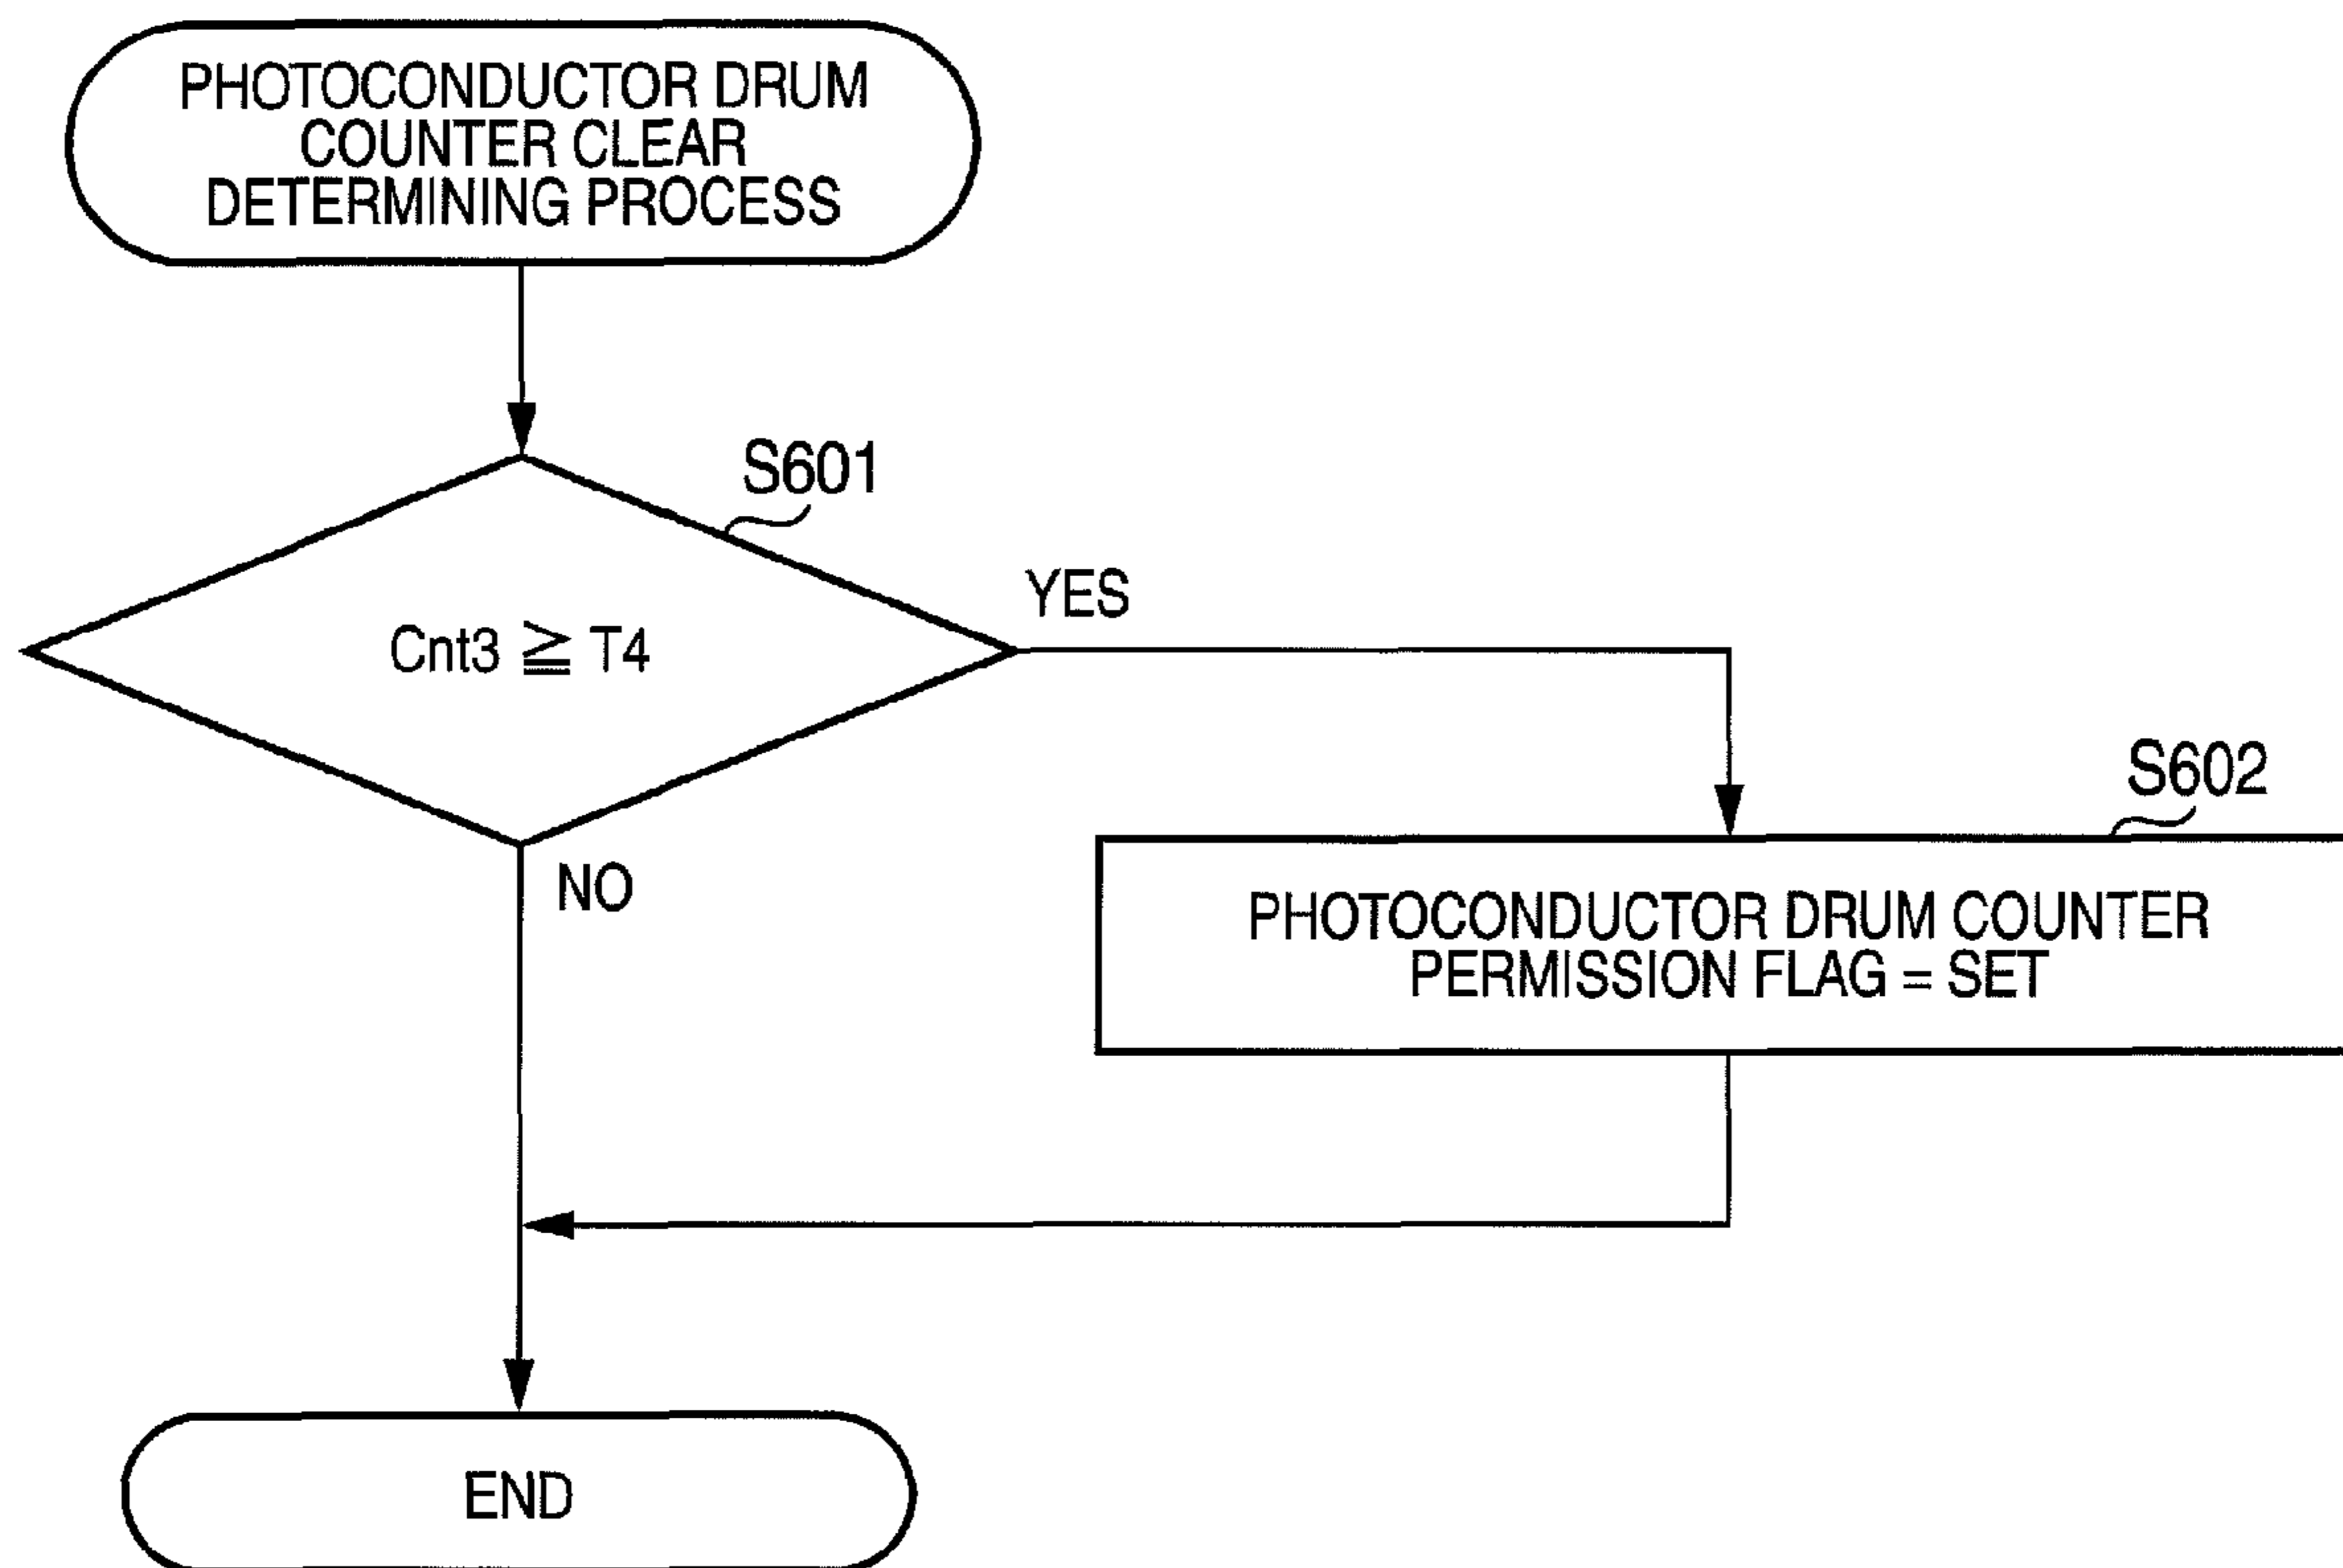 PHOTOCONDUCTOR DRUM
COUNTER CLEAR
DETERMINING PROCESS
S601
Cnt3 ≧ T4
YES
NO
S602
PHOTOCONDUCTOR DRUM COUNTER
PERMISSION FLAG = SET
END